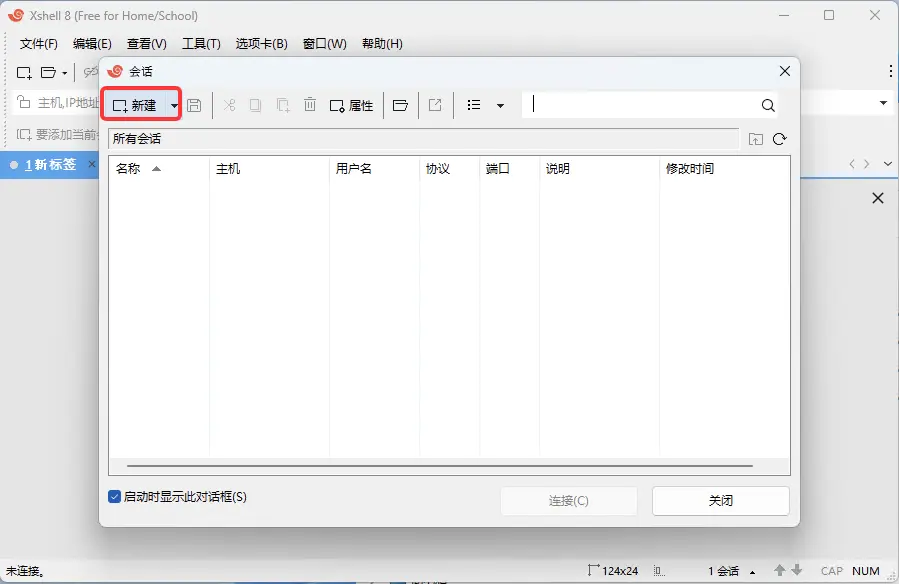 Xshell 8 (Free for Home/School)
文件(F) 编辑(E) 查看(V) 工具(T) 选项卡(B) 窗口(W) 帮助(H)
会话
主机,IP地址
新建 属性
要添加当前
所有会话
1 新标签
名称 主机 用户名 协议 端口 说明 修改时间
启动时显示此对话框(S)
连接(C) 关闭
未连接。 124x24 1 会话 CAP NUM